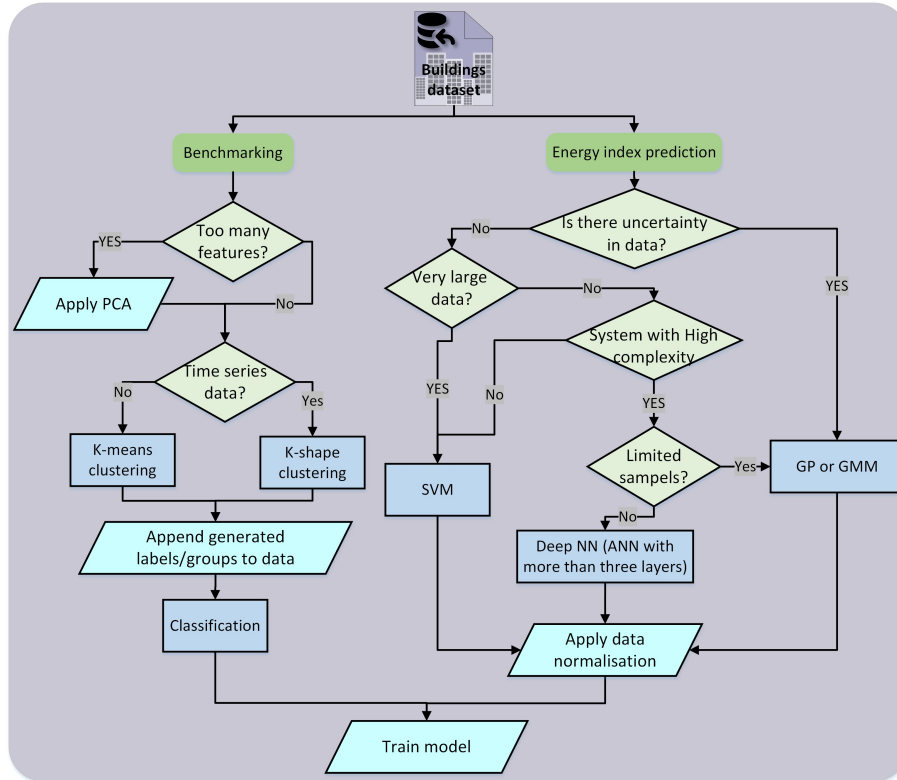 Buildings
dataset
Benchmarking
Energy index prediction
Too many
features?
Is there uncertainty
in data?
YES
No
No
YES
Apply PCA
Very large
data?
No
System with High
complexity
Time series
data?
No
Yes
YES
No
YES
K-means
clustering
K-shape
clustering
SVM
Limited
sampels?
Yes
GP or GMM
No
Append generated
labels/groups to data
Deep NN (ANN with
more than three layers)
Classification
Apply data
normalisation
Train model